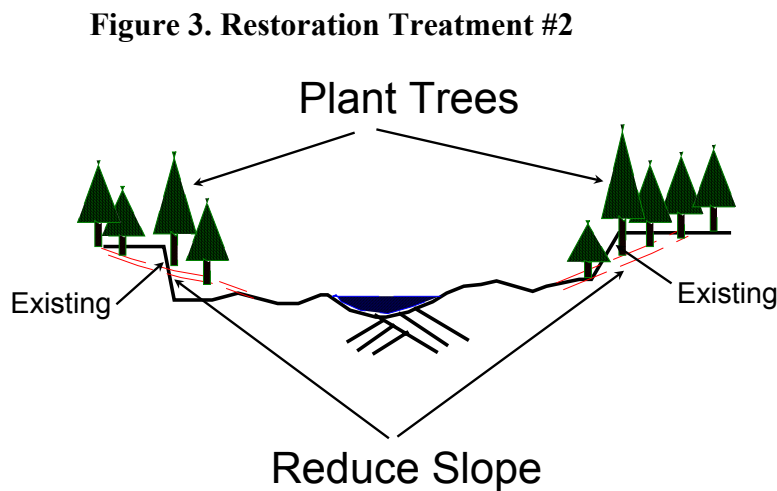 Figure 3. Restoration Treatment #2
Plant Trees
Existing
Existing
Reduce Slope